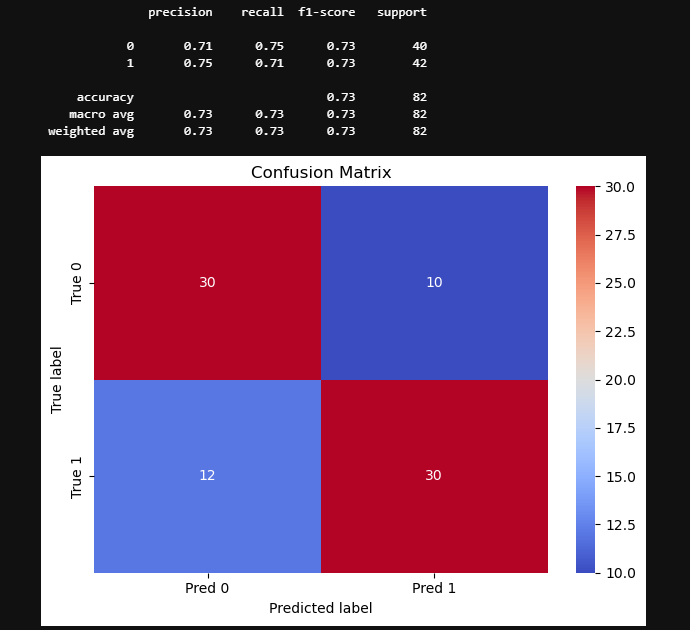 precision recall f1-score support
0 0.71 0.75 0.73 40
1 0.75 0.71 0.73 42
accuracy 0.73 82
macro avg 0.73 0.73 0.73 82
weighted avg 0.73 0.73 0.73 82
Confusion Matrix
30.0
27.5
25.0
22.5
20.0
17.5
15.0
12.5
10.0
True label
True 0
30 10
True 1
12 30
Pred 0 Pred 1
Predicted label